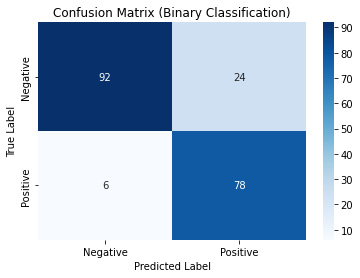 Confusion Matrix (Binary Classification)
True Label
Negative
92
24
Positive
6
78
Negative
Positive
Predicted Label
90
80
70
60
50
40
30
20
10